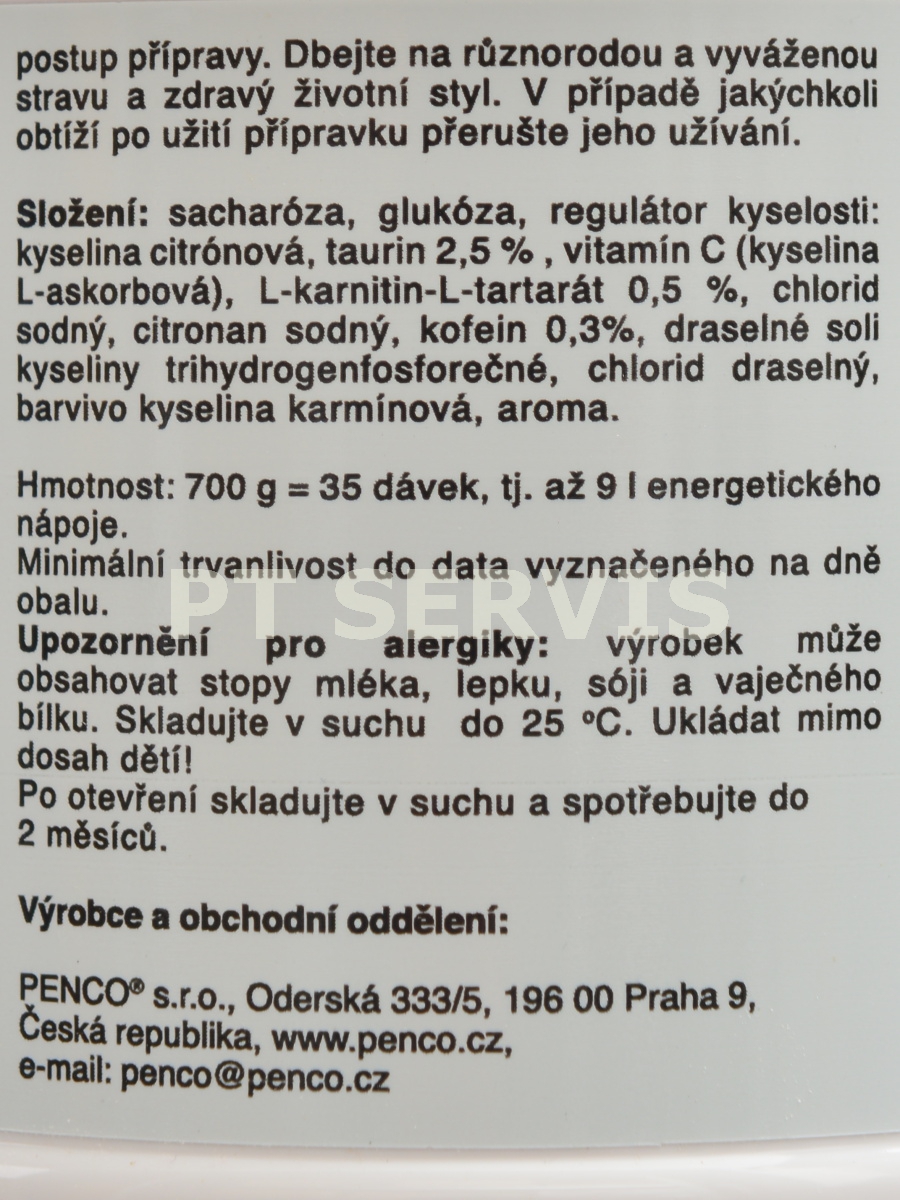 postup přípravy. Dbejte na různorodou a vyváženou
stravu a zdravý životní styl. V případě jakýchkoli
obtíží po užití přípravku přerušte jeho užívání.
Složení: sacharóza, glukóza, regulátor kyselosti:
kyselina citrónová, taurin 2,5 % , vitamín C (kyselina
L-askorbová), L-karnitin-L-tartarát 0,5 %, chlorid
sodný, citronan sodný, kofein 0,3%, draselné soli
kyseliny trihydrogenfosforečné, chlorid draselný,
barvivo kyselina karmínová, aroma.
Hmotnost: 700 g = 35 dávek, tj. až 9 l energetického
nápoje.
Minimální trvanlivost do data vyznačeného na dně
obalu.
PT SERVIS
Upozornění pro alergiky: výrobek může
obsahovat stopy mléka, lepku, sóji a vaječného
bílku. Skladujte v suchu do 25 ºC. Ukládat mimo
dosah dětí!
Po otevření skladujte v suchu a spotřebujte do
2 měsíců.
Výrobce a obchodní oddělení:
PENCO® s.r.o., Oderská 333/5, 196 00 Praha 9,
Česká republika, www.penco.cz,
e-mail: penco@penco.cz